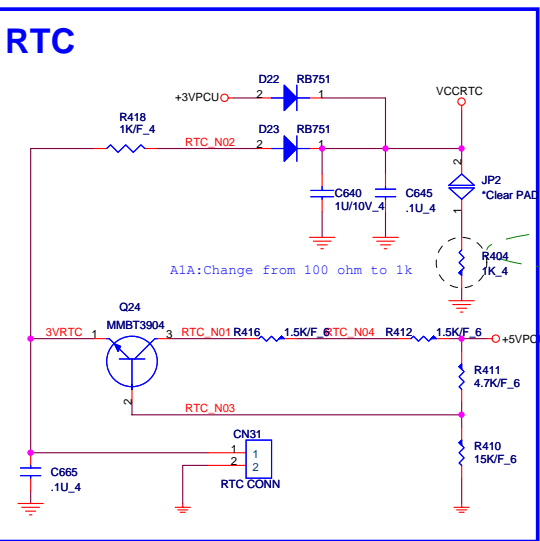 RTC
D22 RB751
+3VPCU 2 1
VCCRTC
R418
1K/F_4
RTC_N02
D23 RB751
2 1
2
JP2
*Clear PAD
1
C640
1U/10V_4
C645
.1U_4
R404
1K_4
A1A:Change from 100 ohm to 1k
Q24
MMBT3904
3VRTC 1 3 RTC_N01 R416 1.5K/F_6 RTC_N04 R412 1.5K/F_6 +5VPC
R411
4.7K/F_6
2 RTC_N03
CN31
1 1
2 2
RTC CONN
R410
15K/F_6
C665
.1U_4